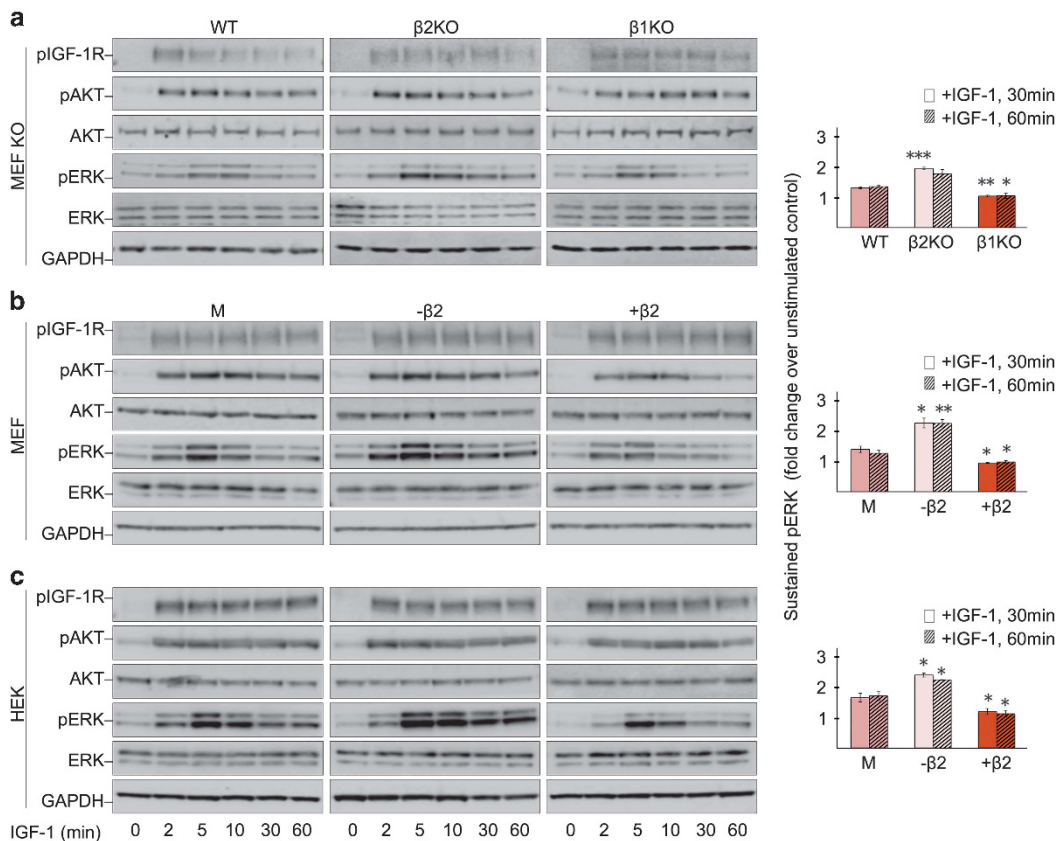 a
WT β2KO β1KO
MEF KO
pIGF-1R
pAKT
AKT
pERK
ERK
GAPDH
+IGF-1, 30min
+IGF-1, 60min
3
2
1
***
** *
WT β2KO β1KO
b
M -β2 +β2
MEF
pIGF-1R
pAKT
AKT
pERK
ERK
GAPDH
+IGF-1, 30min
+IGF-1, 60min
3
2
1
* **
* *
M -β2 +β2
c
HEK
pIGF-1R
pAKT
AKT
pERK
ERK
GAPDH
IGF-1 (min) 0 2 5 10 30 60 0 2 5 10 30 60 0 2 5 10 30 60
+IGF-1, 30min
+IGF-1, 60min
3
2
1
* *
* *
M -β2 +β2
Sustained pERK (fold change over unstimulated control)